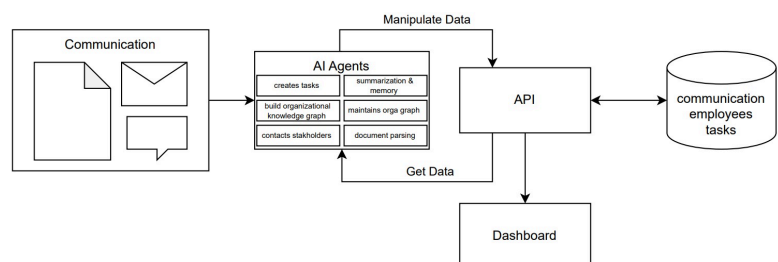 Manipulate Data
Communication
AI Agents
creates tasks
summarization &
memory
build organizational
knowledge graph
maintains orga graph
contacts stakholders
document parsing
API
communication
employees
tasks
Get Data
Dashboard